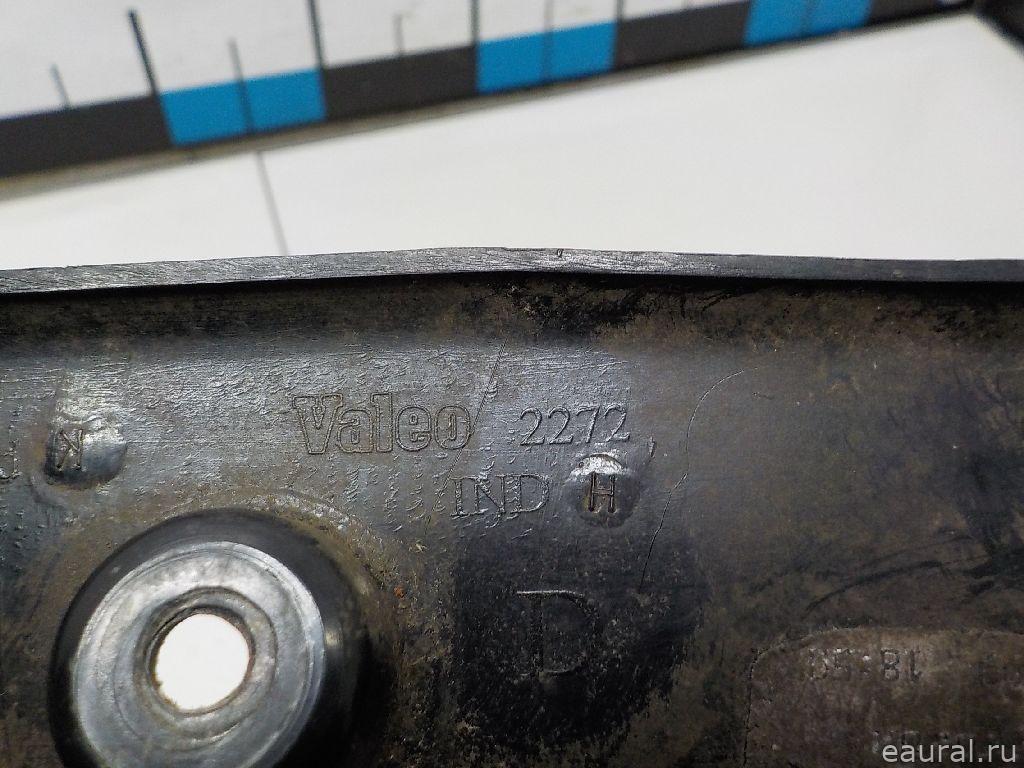 K
Valeo 2272
IND H
D
eaural.ru